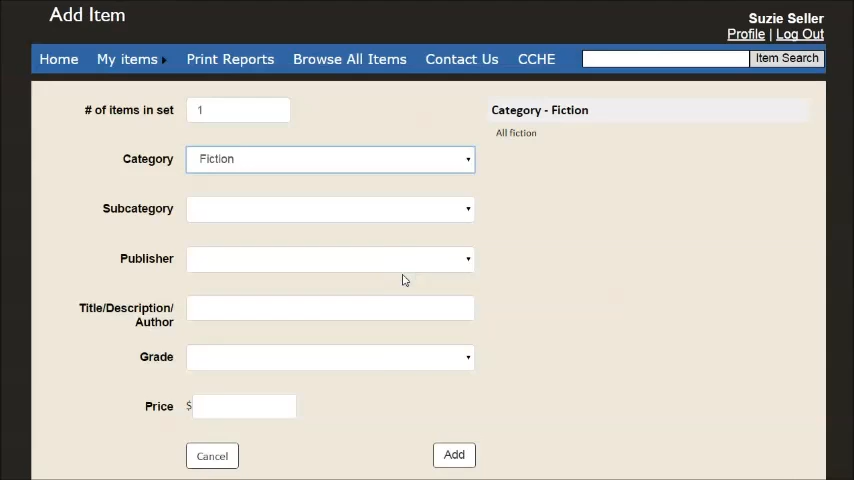 Add Item
Suzie Seller
Profile | Log Out
Home My items Print Reports Browse All Items Contact Us CCHE Item Search
# of items in set 1
Category - Fiction
All fiction
Category Fiction
Subcategory
Publisher
Title/Description/
Author
Grade
Price $
Cancel Add